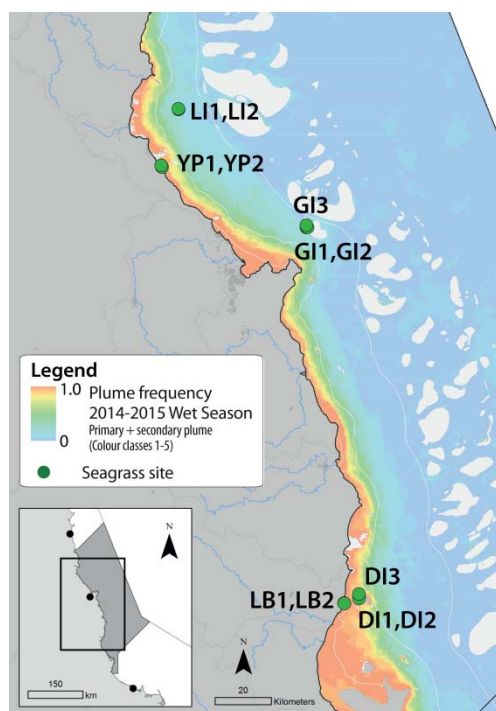 LI1,LI2
YP1,YP2
GI3
GI1,GI2
Legend
1.0
Plume frequency
2014-2015 Wet Season
Primary + secondary plume
0
(Colour classes 1-5)
Seagrass site
N
DI3
LB1,LB2
DI1,DI2
N
150
km
20
Kilometers